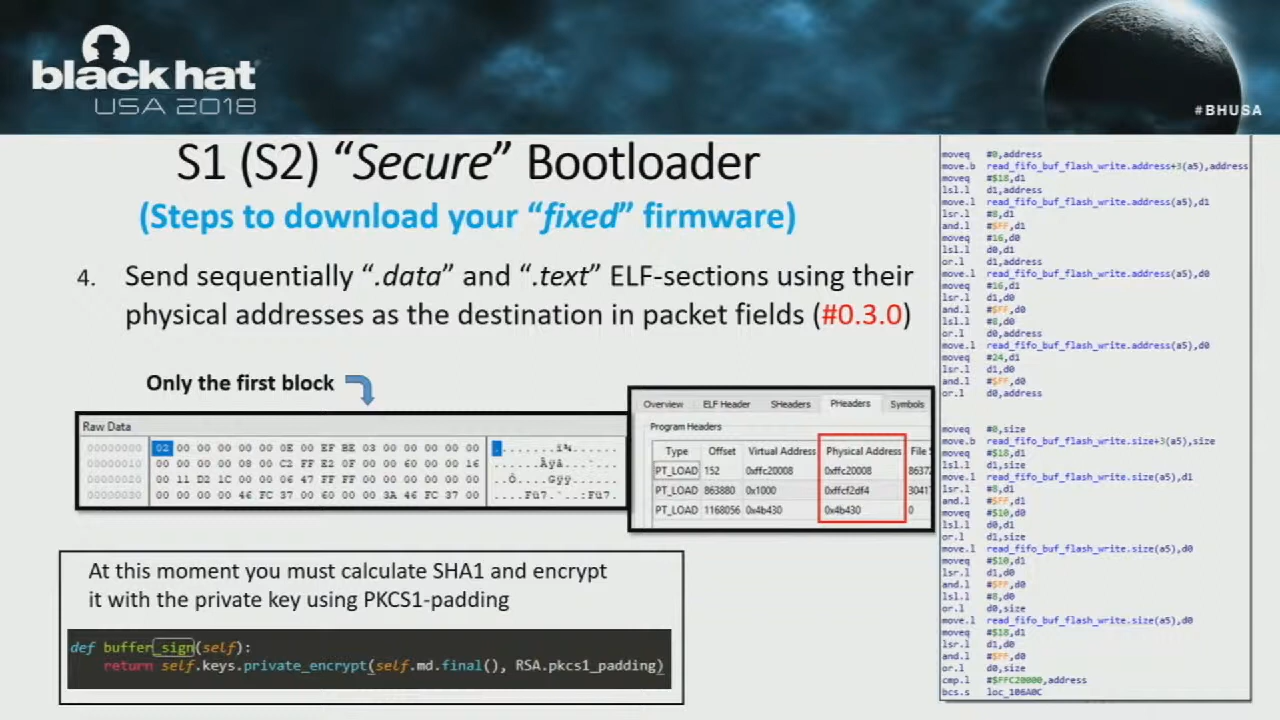 black hat
USA 2018
#BHUSA
S1 (S2) “Secure” Bootloader
(Steps to download your “fixed” firmware)
4. Send sequentially “.data” and “.text” ELF-sections using their
physical addresses as the destination in packet fields (#0.3.0)
Only the first block
Raw Data
00000000 02 00 00 00 00 00 0E 00 EF BE 03 00 00 00 00 00
00000010 00 00 00 00 08 00 C2 FF E2 0F 00 00 60 00 00 16
00 11 D2 1C 00 03 06 47 FF FF 00 00 00 00 00 00
00 00 00 46 F1 37 00 60 00 00 3A 46 FC 37 00
Overview ELF Header SHeaders PHeaders Symbols
Program Headers
Type Offset Virtual Address Physical Address File S
PT_LOAD 152 0xffc20008 0xffc20008 86372
PT_LOAD 863880 0x1000 0xffcf2df4 30417
PT_LOAD 1168056 0x4b430 0x4b430 0
At this moment you must calculate SHA1 and encrypt
it with the private key using PKCS1-padding
def buffer_sign(self):
return self.keys.private_encrypt(self.md.final(), RSA.pkcs1_padding)
moveq #0,address
move.b read_fifo_buf_flash_write.address+3(a5),address
moveq #$18,d1
lsl.l d1,address
move.l read_fifo_buf_flash_write.address(a5),d1
lsr.l #8,d1
and.l #$FF,d1
moveq #16,d0
lsl.l d0,d1
or.l d1,address
move.l read_fifo_buf_flash_write.address(a5),d0
moveq #16,d1
lsr.l d1,d0
and.l #$FF,d0
lsl.l #8,d0
or.l d0,address
move.l read_fifo_buf_flash_write.address(a5),d0
moveq #24,d1
lsr.l d1,d0
and.l #$FF,d0
or.l d0,address
moveq #0,size
move.b read_fifo_buf_flash_write.size+3(a5),size
moveq #$18,d1
lsl.l d1,size
move.l read_fifo_buf_flash_write.size(a5),d1
lsr.l #8,d1
and.l #$FF,d1
moveq #$10,d0
lsl.l d0,d1
or.l d1,size
move.l read_fifo_buf_flash_write.size(a5),d0
moveq #$10,d1
lsr.l d1,d0
and.l #$FF,d0
lsl.l #8,d0
or.l d0,size
move.l read_fifo_buf_flash_write.size(a5),d0
moveq #$18,d1
lsr.l d1,d0
and.l #$FF,d0
or.l d0,size
cmp.l #$FFC20000,address
bcs.s loc_106A0C